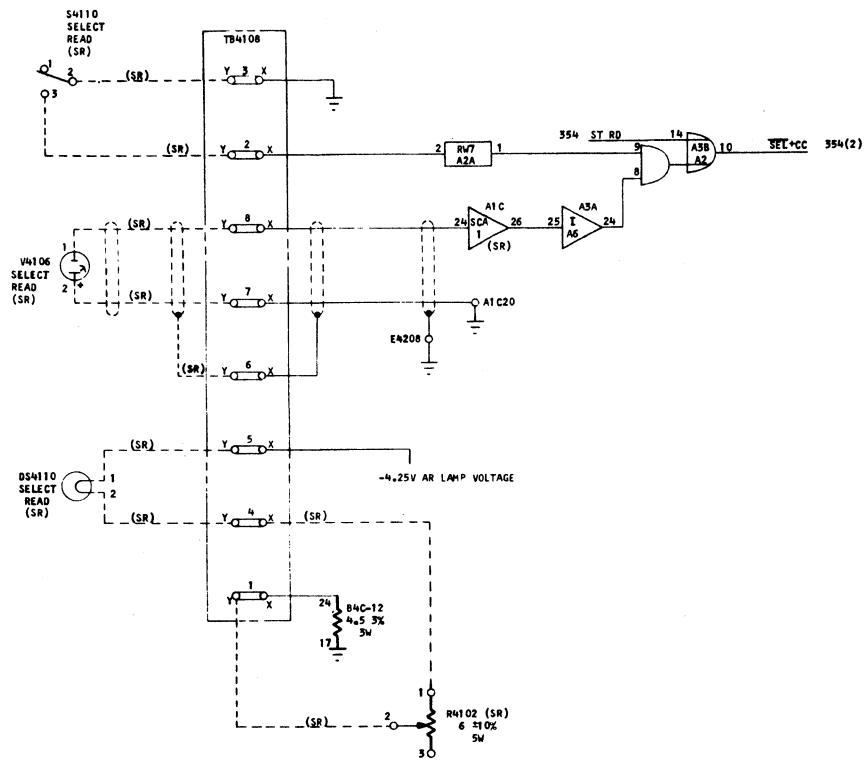 S4110
SELECT
READ
(SR)
TB4108
1
2
(SR)
Y
3
X
3
(SR)
Y
2
X
2
RW7
A2A
1
354
ST RD
14
9
8
A3B
A2
10
SEL+CC
354(2)
(SR)
Y
8
X
24
SCA
1
A1C
(SR)
26
25
I
A6
A3A
24
1
V4106
SELECT
READ
(SR)
2
+
(SR)
Y
7
X
A1C20
E4208
(SR)
Y
6
X
(SR)
Y
5
X
-4.25V AR LAMP VOLTAGE
DS4110
SELECT
READ
(SR)
1
2
(SR)
Y
4
X
(SR)
Y
1
X
24
B4C-12
4.5 3%
3W
17
(SR)
2
1
R4102 (SR)
6 ±10%
5W
3